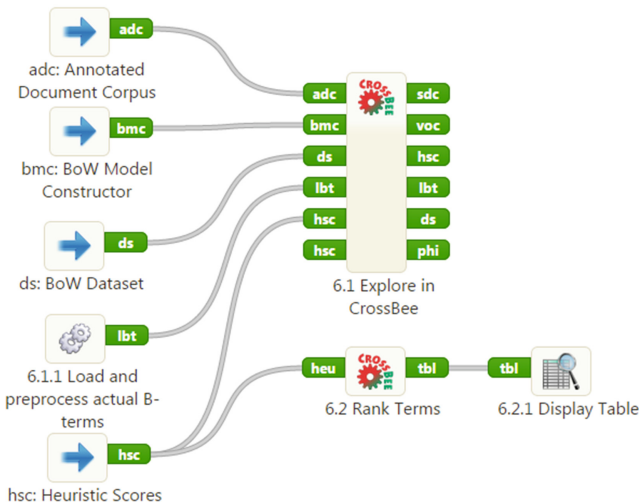 adc
adc: Annotated
Document Corpus
bmc
bmc: BoW Model
Constructor
ds
ds: BoW Dataset
lbt
6.1.1 Load and
preprocess actual B-
terms
hsc
hsc: Heuristic Scores
adc
bmc
ds
lbt
hsc
hsc
CROSS
BEE
sdc
voc
hsc
lbt
ds
phi
6.1 Explore in
CrossBee
heu
CROSS
BEE
tbl
6.2 Rank Terms
tbl
6.2.1 Display Table